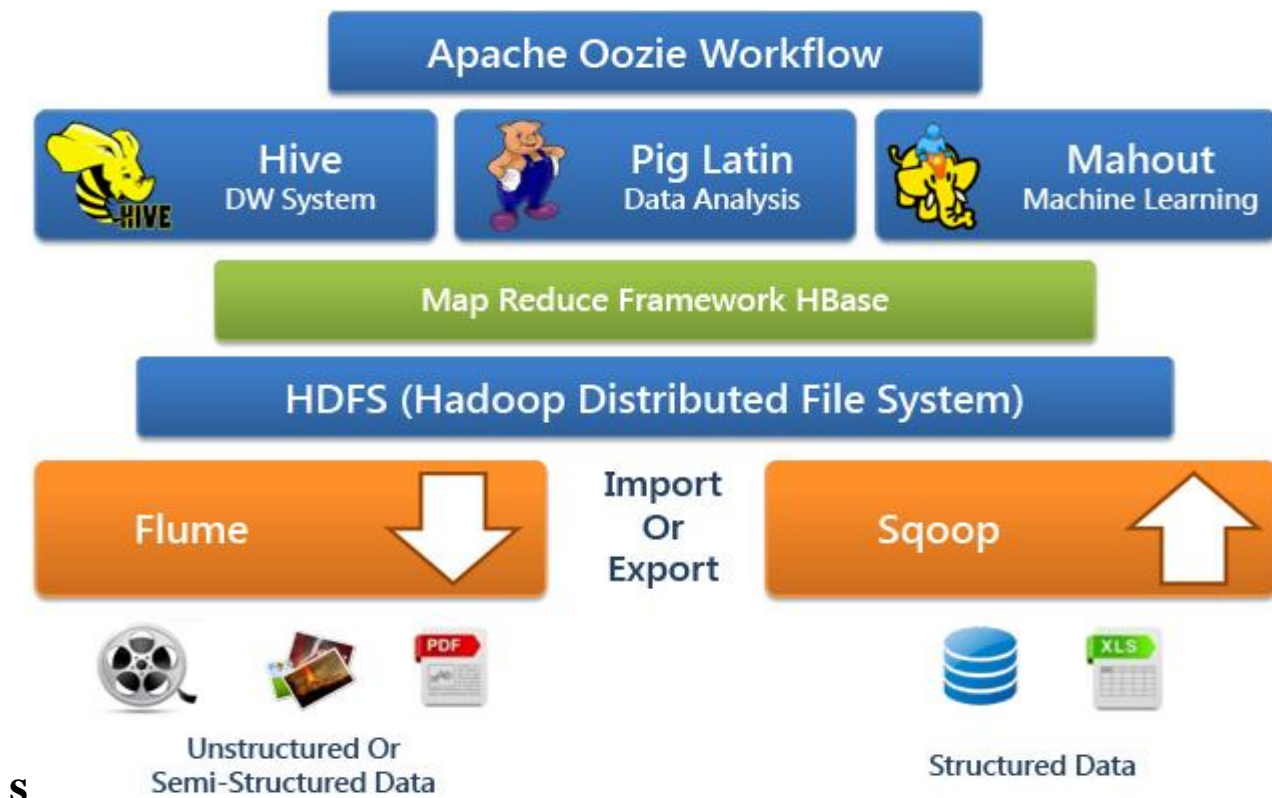 Apache Oozie Workflow
Hive
DW System
HIVE
Pig Latin
Data Analysis
Mahout
Machine Learning
Map Reduce Framework HBase
HDFS (Hadoop Distributed File System)
Flume
Import
Or
Export
Sqoop
PDF
XLS
Unstructured Or
Semi-Structured Data
Structured Data
s